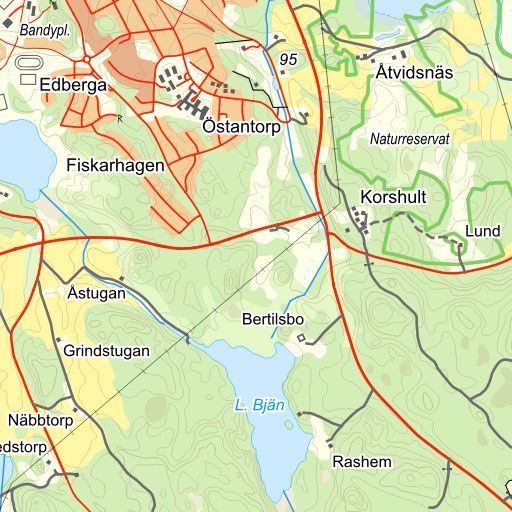 Bandypl.
95
Åtvidsnäs
Edberga
Östantorp
Naturreservat
Fiskarhagen
Korshult
Lund
Åstugan
Bertilsbo
Grindstugan
L. Bjän
Näbbtorp
edstorp
Rashem